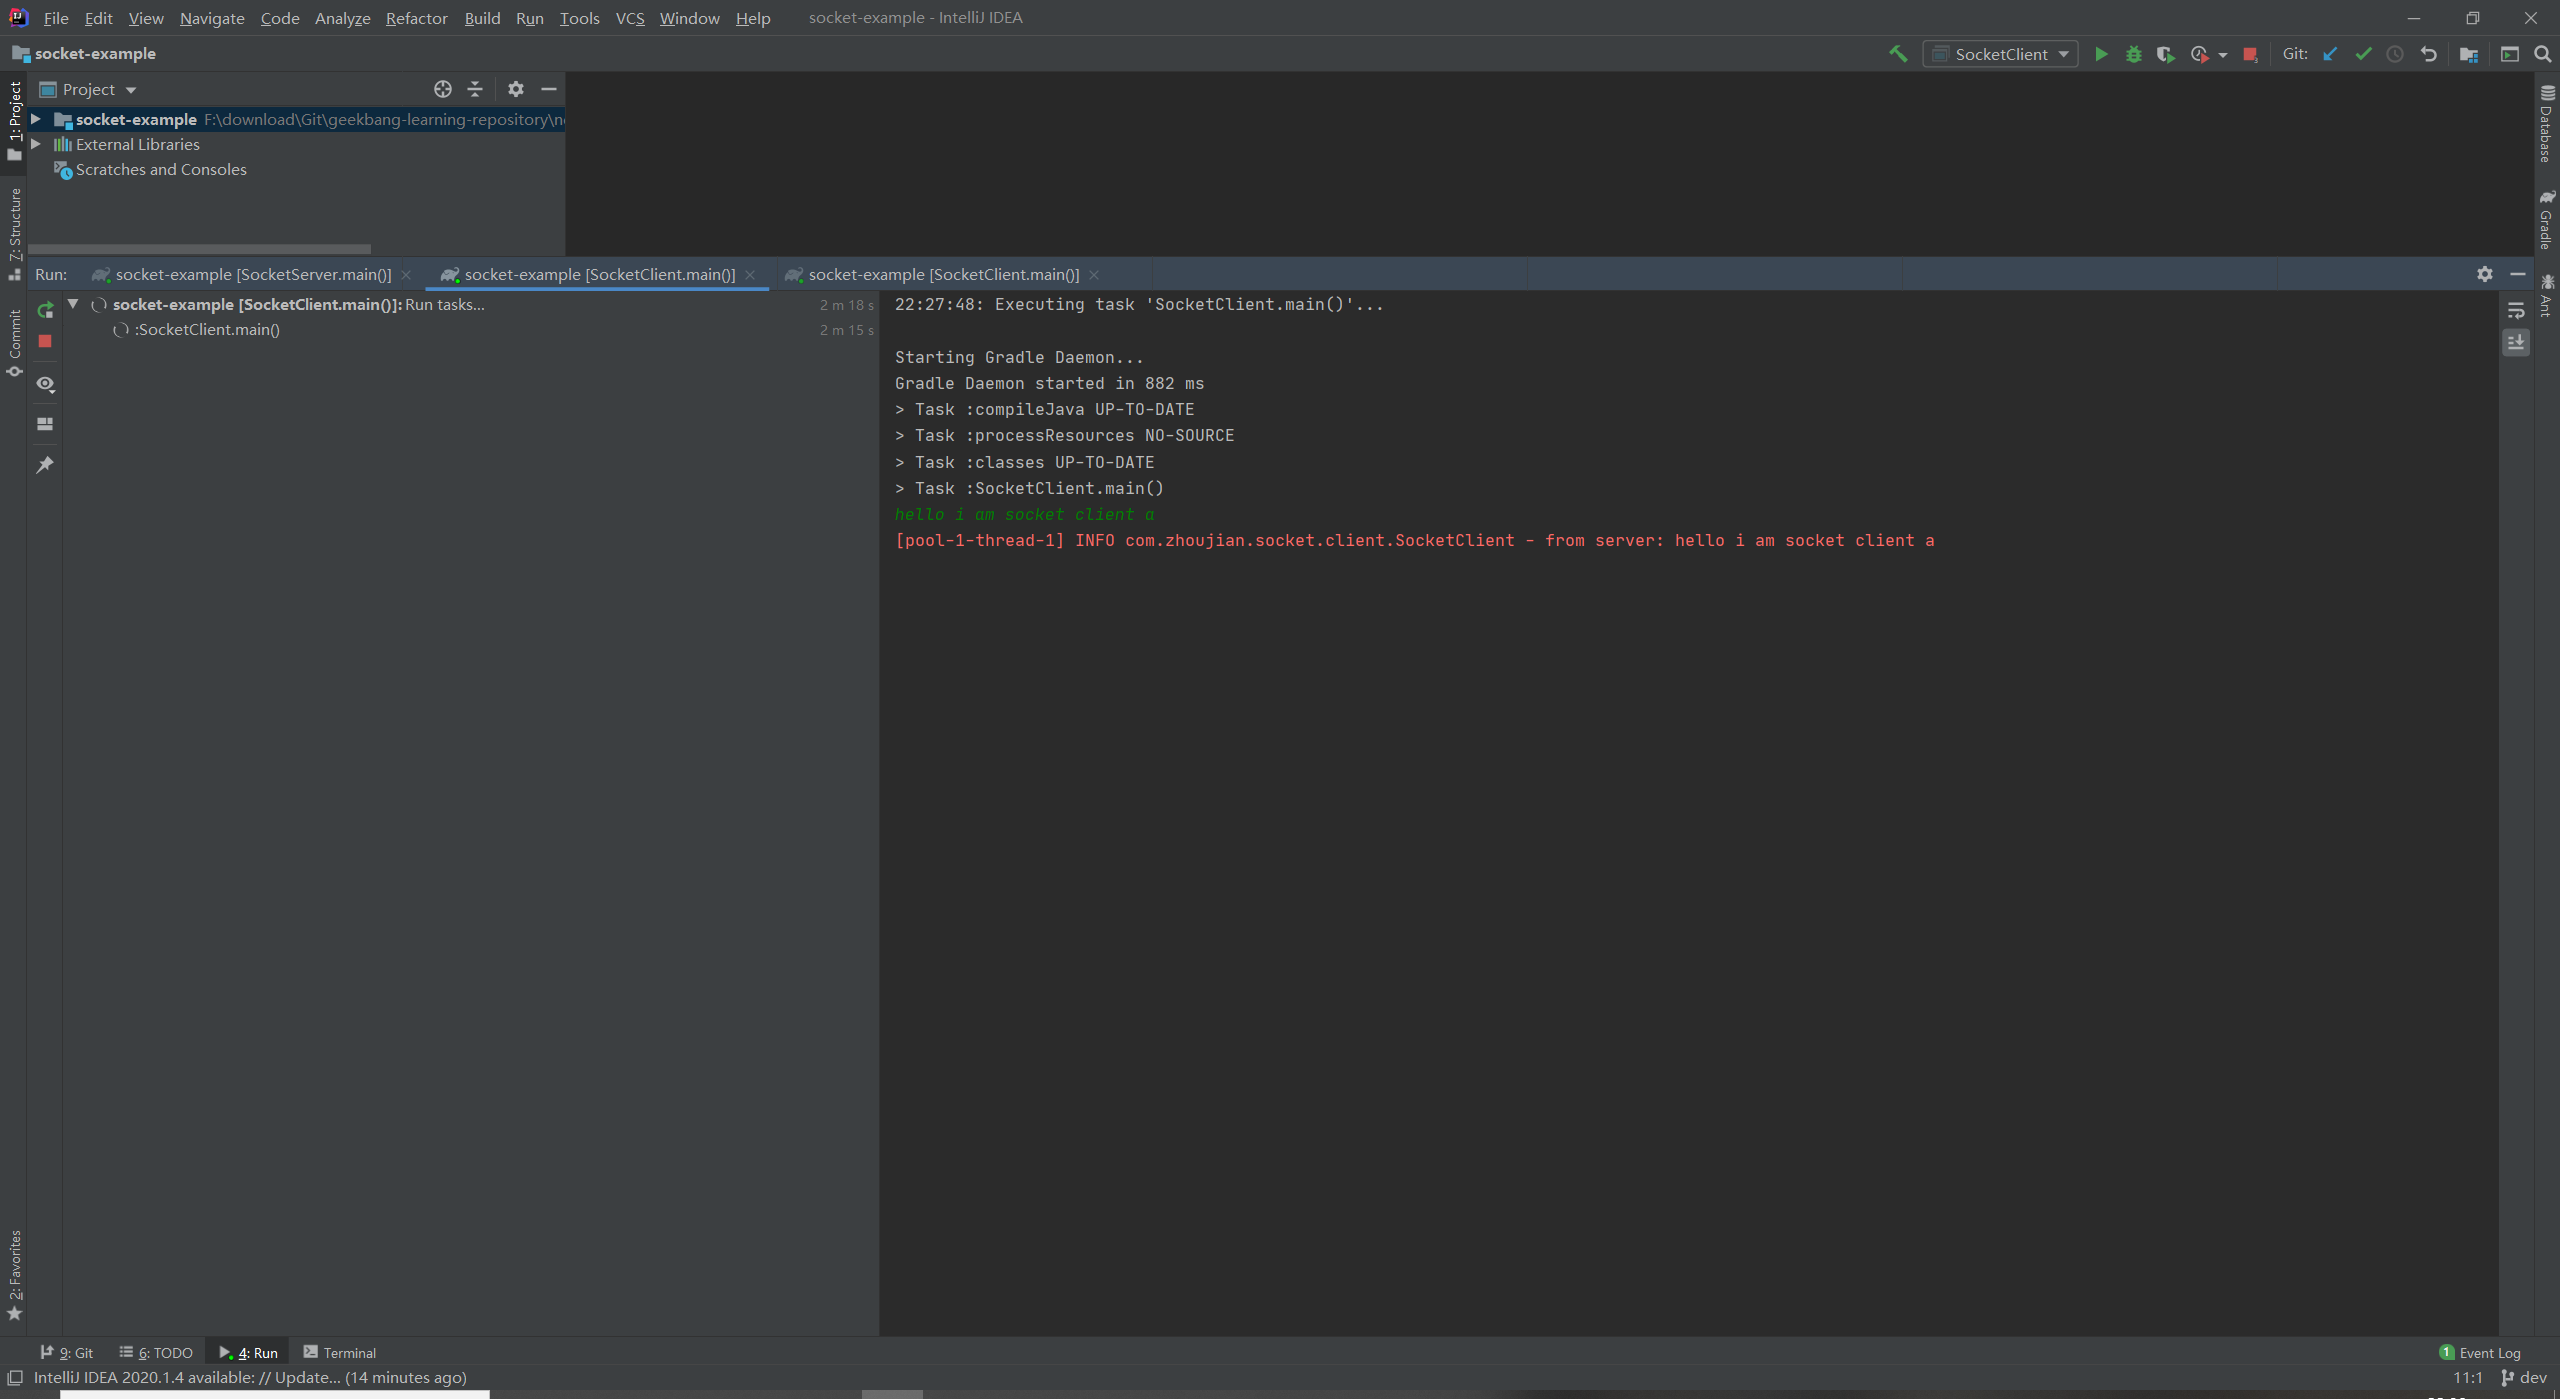 File Edit View Navigate Code Analyze Refactor Build Run Tools VCS Window Help socket-example - IntelliJ IDEA
socket-example
SocketClient
Git:
1: Project
Project
socket-example F:\download\Git\geekbang-learning-repository\
External Libraries
Scratches and Consoles
7: Structure
Commit
2: Favorites
Database
Gradle
Ant
Run: socket-example [SocketServer.main()] socket-example [SocketClient.main()] socket-example [SocketClient.main()]
socket-example [SocketClient.main()]: Run tasks... 2 m 18 s
:SocketClient.main() 2 m 15 s
22:27:48: Executing task 'SocketClient.main()'...
Starting Gradle Daemon...
Gradle Daemon started in 882 ms
> Task :compileJava UP-TO-DATE
> Task :processResources NO-SOURCE
> Task :classes UP-TO-DATE
> Task :SocketClient.main()
hello i am socket client a
[pool-1-thread-1] INFO com.zhoujian.socket.client.SocketClient - from server: hello i am socket client a
9: Git 6: TODO 4: Run Terminal 1 Event Log
IntelliJ IDEA 2020.1.4 available: // Update... (14 minutes ago) 11:1 dev